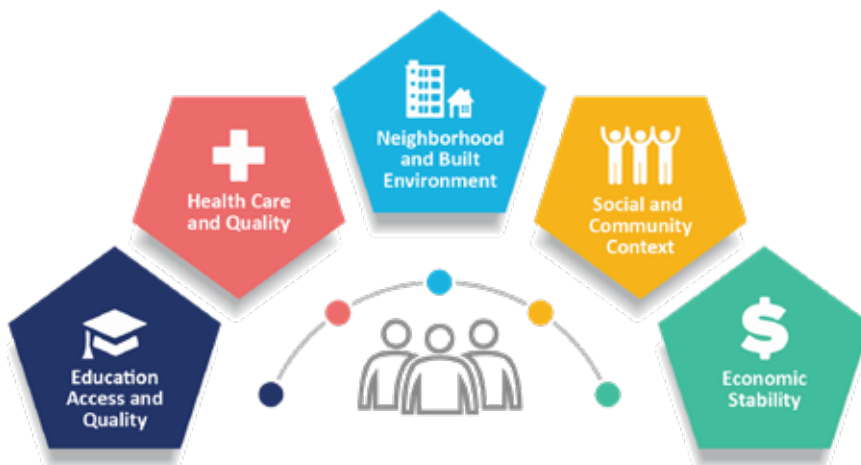 Education
Access and
Quality
Health Care
and Quality
Neighborhood
and Built
Environment
Social and
Community
Context
$
Economic
Stability